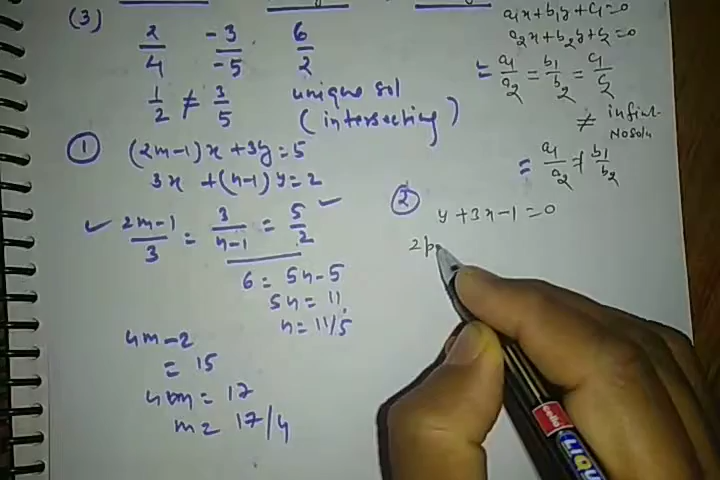 (3)
2/4 -3/-5 6/2
1/2 ≠ 3/5 unique sol
(intersecting)
a1x+b1y+c1=0
a2x+b2y+c2=0
= a1/a2 = b1/b2 = c1/c2
≠ infini-
No soln
= a1/a2 ≠ b1/b2
① (2m-1)x+3y=5
3x+(n-1)y=2
✓ 2m-1/3 = 3/n-1 = 5/2 ✓
6=5n-5
5n=11
n=11/5
4m-2
= 15
4m=17
m=17/4
② y+3x-1=0
2p
cello
LIQU